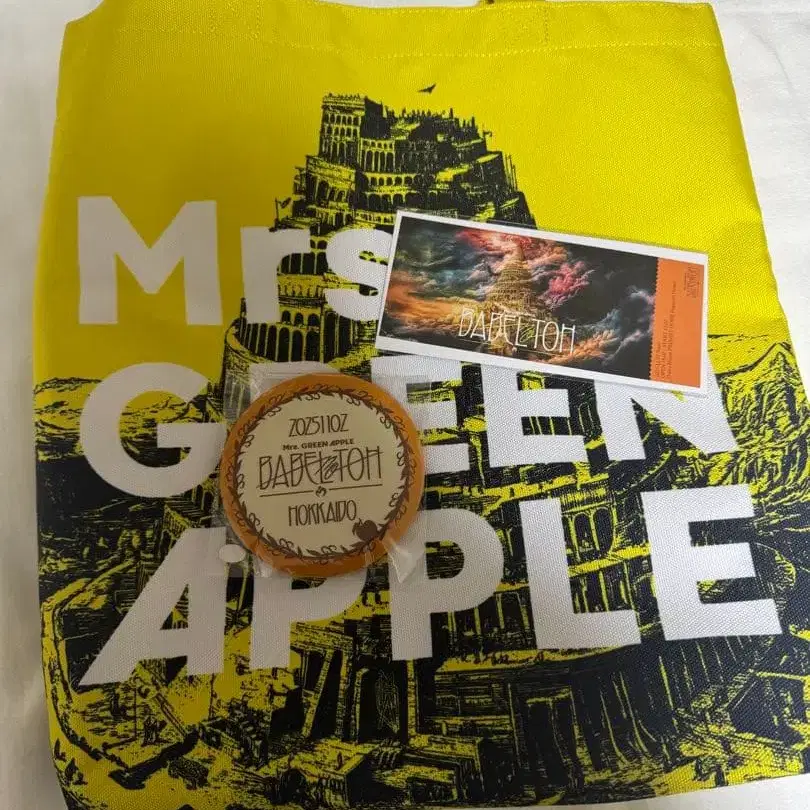 Mrs
GREEN
APPLE
BABEL no TOH
20251102
Mrs. GREEN APPLE
BABEL no TOH
HOKKAIDO